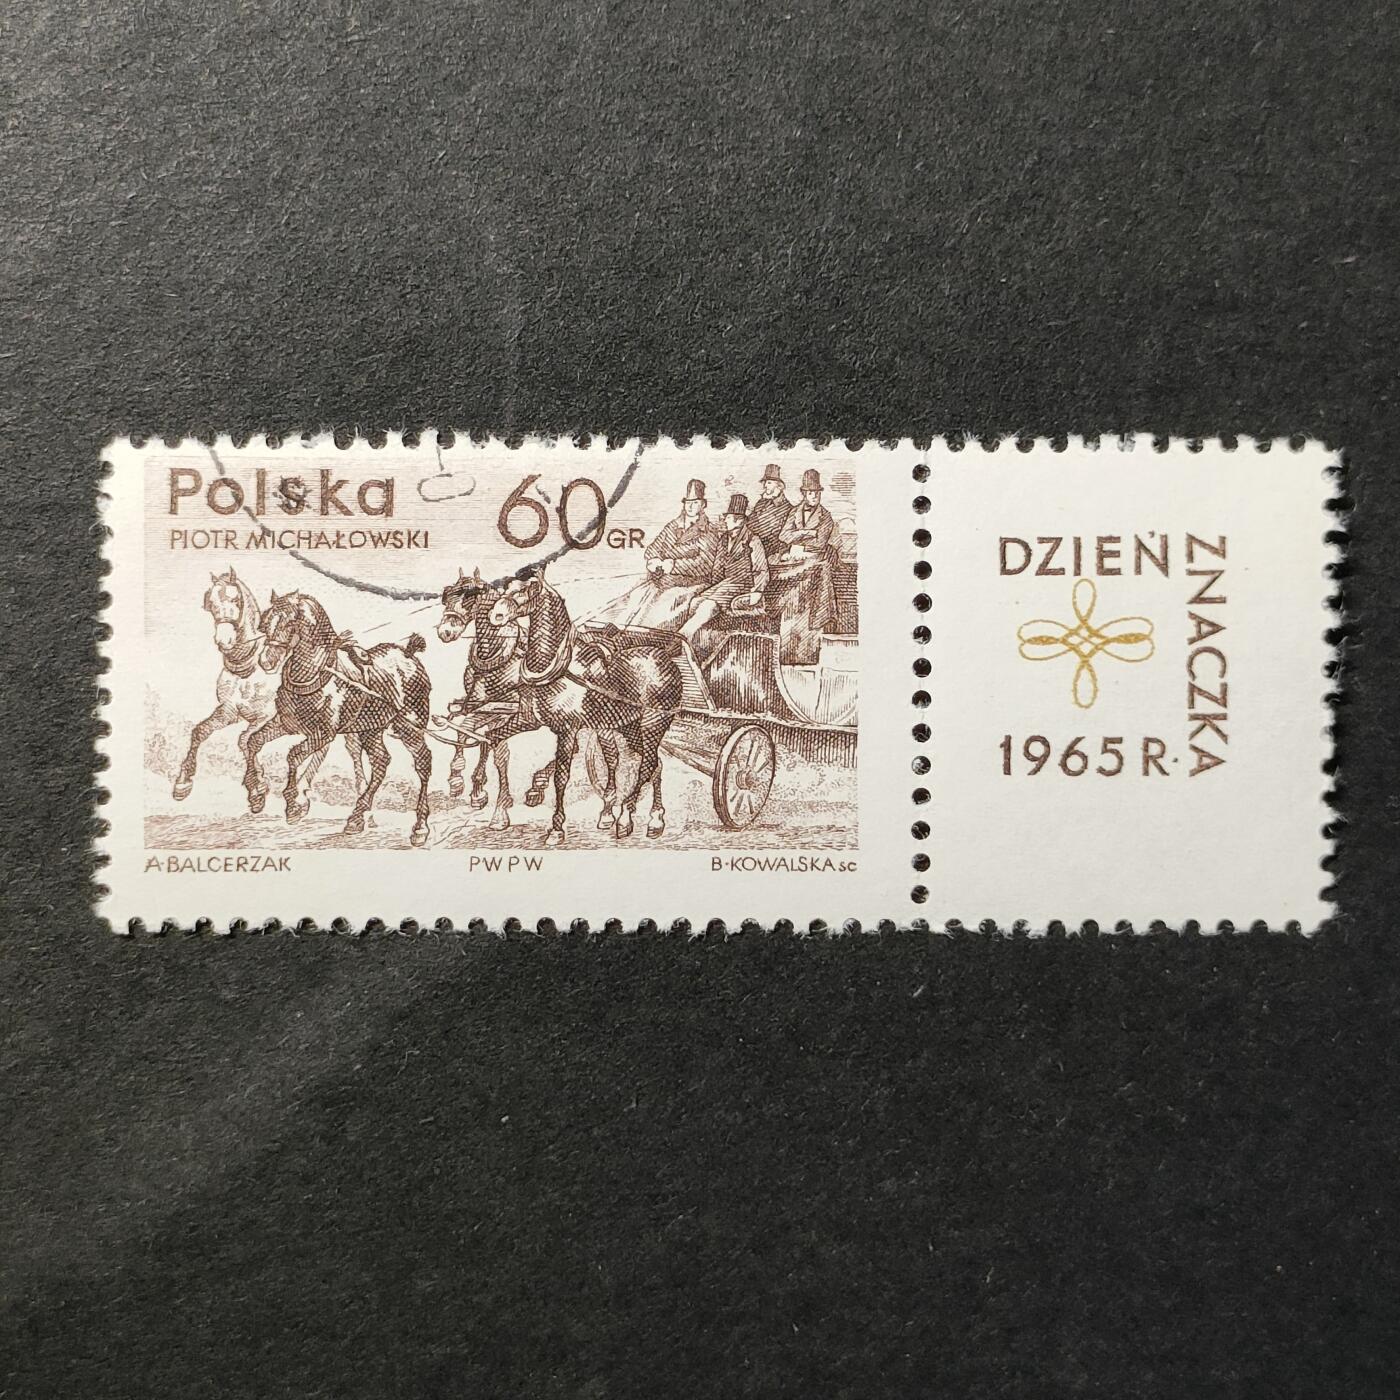 Polska 60 GR
PIOTR MICHAŁOWSKI
A·BALCERZAK PWPW B·KOWALSKA sc
DZIEŃ
ZNACZKA
1965 R·